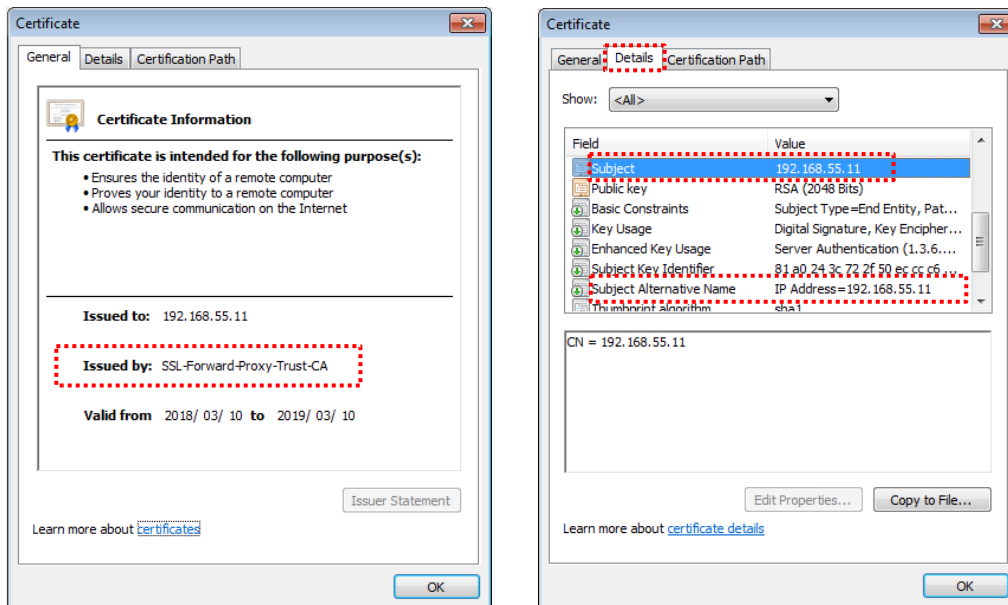 Certificate
General Details Certification Path
Certificate Information
This certificate is intended for the following purpose(s):
• Ensures the identity of a remote computer
• Proves your identity to a remote computer
• Allows secure communication on the Internet
Issued to: 192.168.55.11
Issued by: SSL-Forward-Proxy-Trust-CA
Valid from 2018/ 03/ 10 to 2019/ 03/ 10
Issuer Statement
Learn more about certificates
OK
Certificate
General Details Certification Path
Show: <All>
Field Value
Subject 192.168.55.11
Public key RSA (2048 Bits)
Basic Constraints Subject Type=End Entity, Pat...
Key Usage Digital Signature, Key Encipher...
Enhanced Key Usage Server Authentication (1.3.6....
Subject Key Identifier 81 a0 24 3c 72 2f 50 ec cc c6 ...
Subject Alternative Name IP Address=192.168.55.11
Thumbprint algorithm sha1
CN = 192.168.55.11
Edit Properties... Copy to File...
Learn more about certificate details
OK